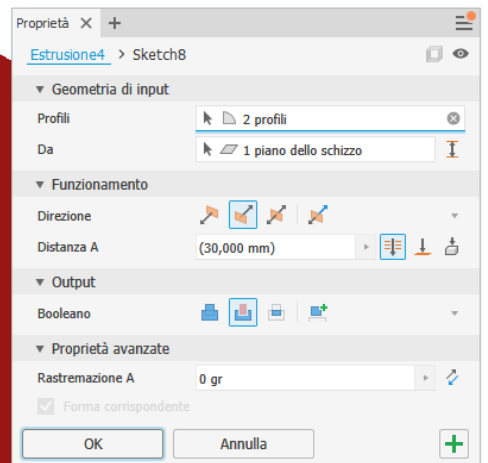 Proprietà × +
Estrusione4 > Sketch8
Geometria di input
Profili 2 profili
Da 1 piano dello schizzo
Funzionamento
Direzione
Distanza A (30,000 mm)
Output
Booleano
Proprietà avanzate
Rastremazione A 0 gr
Forma corrispondente
OK Annulla +